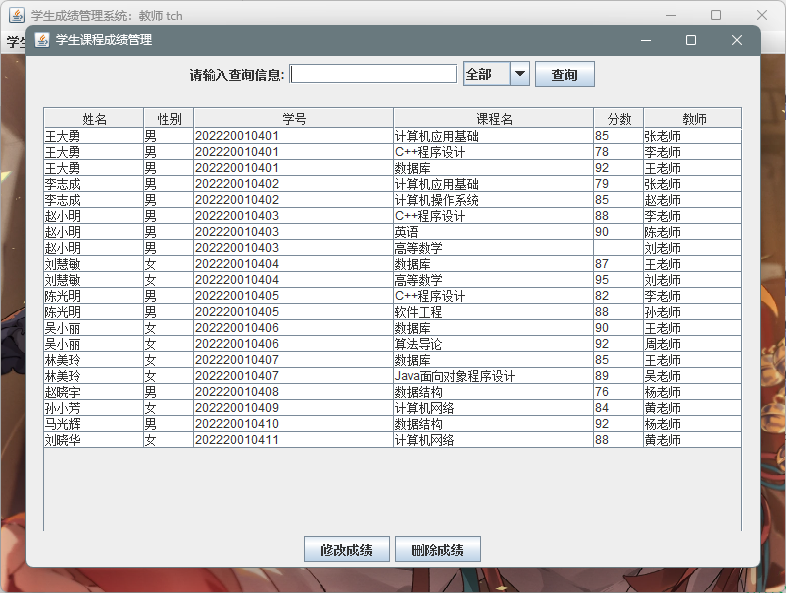 学生成绩管理系统：教师 tch
学生课程成绩管理
请输入查询信息: 全部 查询
姓名 性别 学号 课程名 分数 教师
王大勇 男 202220010401 计算机应用基础 85 张老师
王大勇 男 202220010401 C++程序设计 78 李老师
王大勇 男 202220010401 数据库 92 王老师
李志成 男 202220010402 计算机应用基础 79 张老师
李志成 男 202220010402 计算机操作系统 85 赵老师
赵小明 男 202220010403 C++程序设计 88 李老师
赵小明 男 202220010403 英语 90 陈老师
赵小明 男 202220010403 高等数学 刘老师
刘慧敏 女 202220010404 数据库 87 王老师
刘慧敏 女 202220010404 高等数学 95 刘老师
陈光明 男 202220010405 C++程序设计 82 李老师
陈光明 男 202220010405 软件工程 88 孙老师
吴小丽 女 202220010406 数据库 90 王老师
吴小丽 女 202220010406 算法导论 92 周老师
林美玲 女 202220010407 数据库 85 王老师
林美玲 女 202220010407 Java面向对象程序设计 89 吴老师
赵晓宇 男 202220010408 数据结构 76 杨老师
孙小芳 女 202220010409 计算机网络 84 黄老师
马光辉 男 202220010410 数据结构 92 杨老师
刘晓华 女 202220010411 计算机网络 88 黄老师
修改成绩 删除成绩